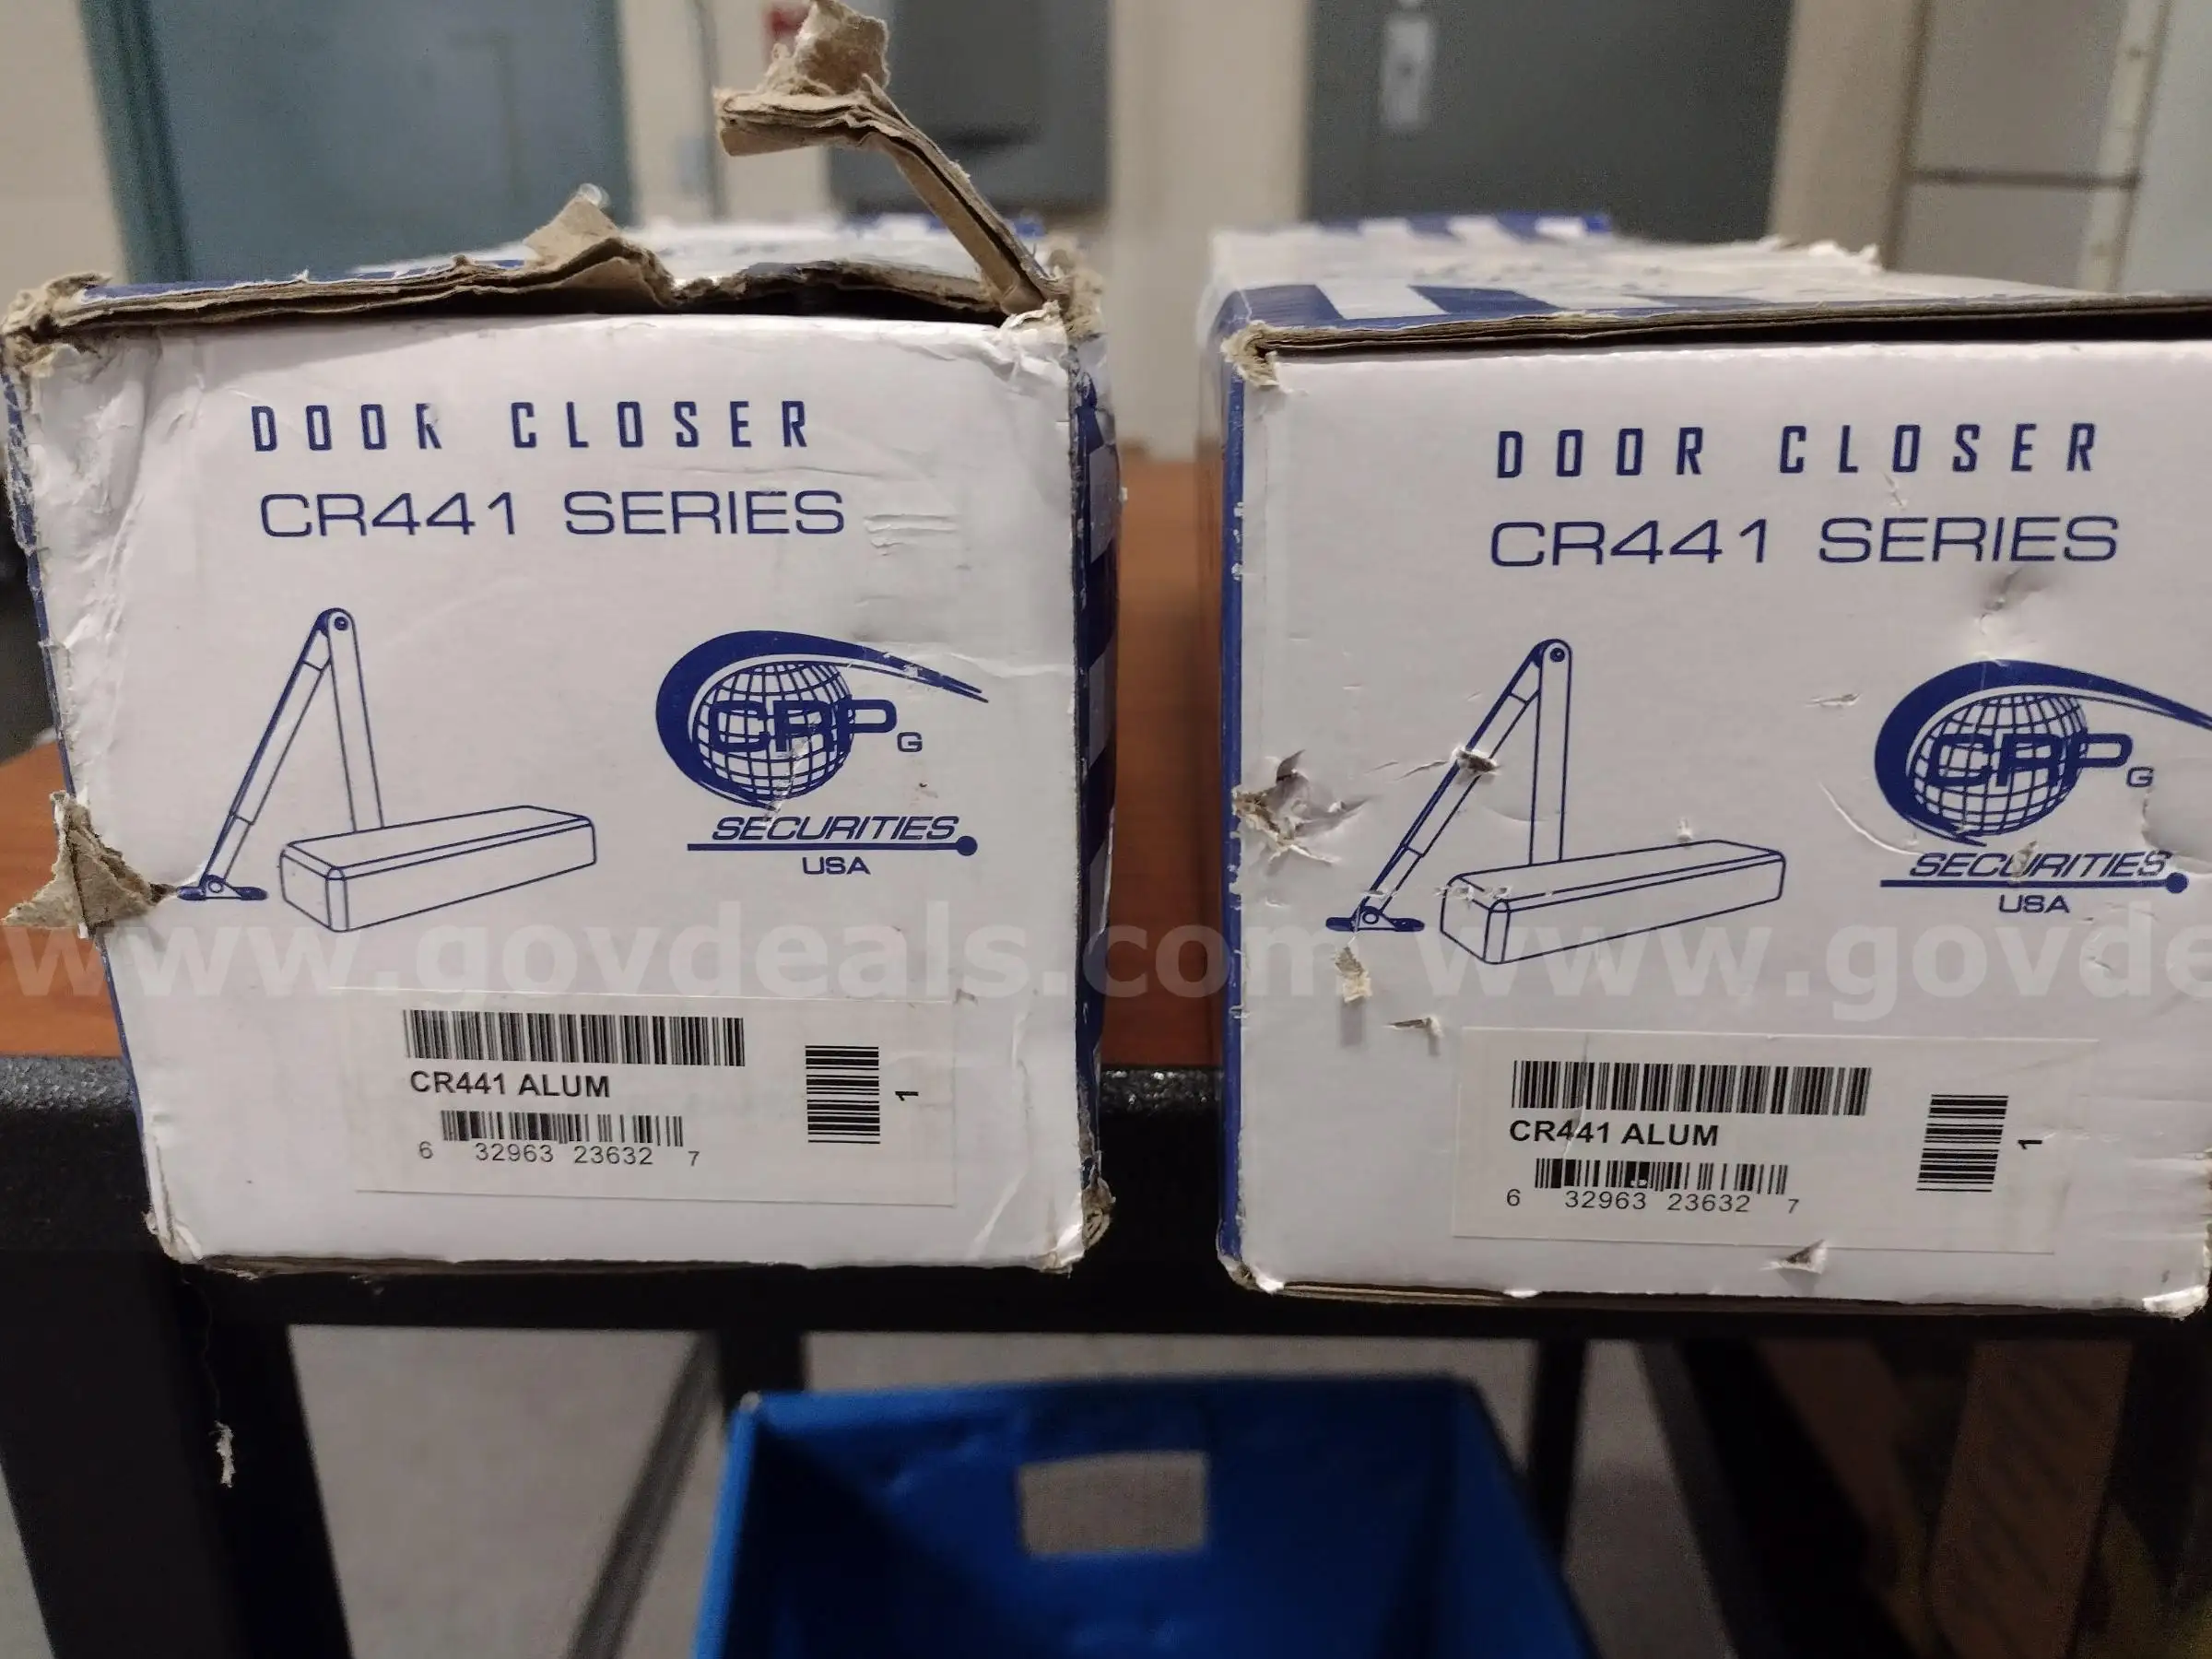 DOOR CLOSER
CR441 SERIES
CRP G
SECURITIES
USA
CR441 ALUM
6 32963 23632 7
1
DOOR CLOSER
CR441 SERIES
CRP G
SECURITIES
USA
CR441 ALUM
6 32963 23632 7
1
www.govdeals.com www.govde